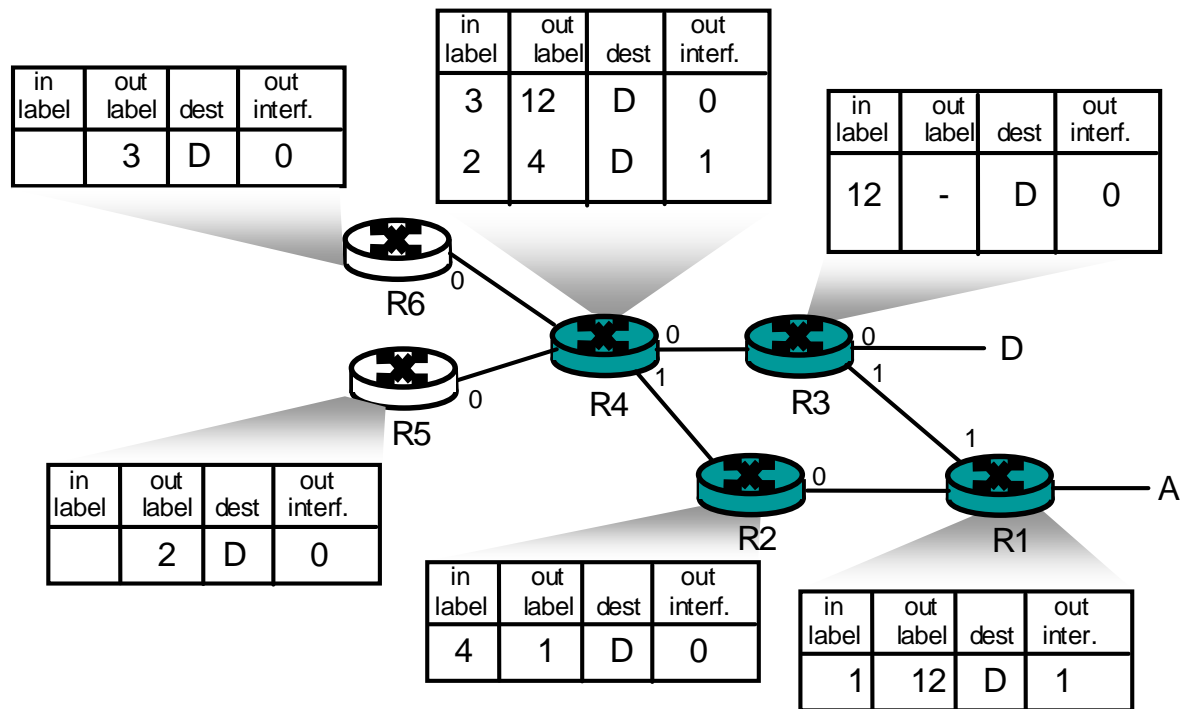 in label | out label | dest | out interf.
3 | D | 0
in label | out label | dest | out interf.
3 | 12 | D | 0
2 | 4 | D | 1
in label | out label | dest | out interf.
12 | - | D | 0
R6
0
R5
0
R4
0
1
R3
0
1
D
R2
0
R1
1
A
in label | out label | dest | out interf.
2 | D | 0
in label | out label | dest | out interf.
4 | 1 | D | 0
in label | out label | dest | out inter.
1 | 12 | D | 1